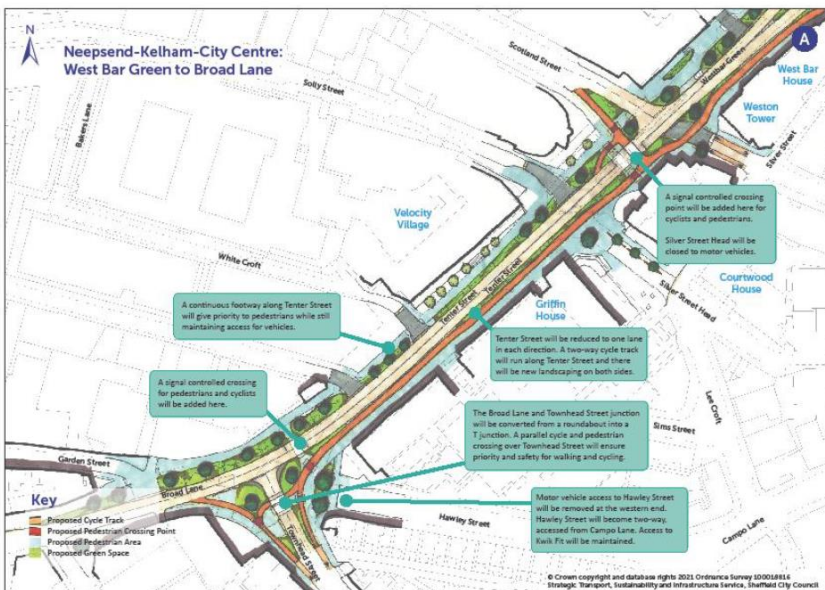 N
Neepsend-Kelham-City Centre:
West Bar Green to Broad Lane
A
Scotland Street
Westbar Green
West Bar
House
Weston
Tower
Silver Street
Solly Street
Bakers Lane
Velocity
Village
White Croft
A signal controlled crossing
point will be added here for
cyclists and pedestrians.
Silver Street Head will be
closed to motor vehicles.
Courtwood
House
Silver Street Head
Tenter Street
Tenter Street
Griffin
House
A continuous footway along Tenter Street
will give priority to pedestrians while still
maintaining access for vehicles.
Tenter Street will be reduced to one lane
in each direction. A two-way cycle track
will run along Tenter Street and there
will be new landscaping on both sides.
A signal controlled crossing
for pedestrians and cyclists
will be added here.
Lee Croft
Sims Street
The Broad Lane and Townhead Street junction
will be converted from a roundabout into a
T junction. A parallel cycle and pedestrian
crossing over Townhead Street will ensure
priority and safety for walking and cycling.
Garden Street
Broad Lane
Townhead Street
Hawley Street
Campo Lane
Motor vehicle access to Hawley Street
will be removed at the western end.
Hawley Street will become two-way,
accessed from Campo Lane. Access to
Kwik Fit will be maintained.
Key
Proposed Cycle Track
Proposed Pedestrian Crossing Point
Proposed Pedestrian Area
Proposed Green Space
© Crown copyright and database rights 2021 Ordnance Survey 100018816
Strategic Transport, Sustainability and Infrastructure Service, Sheffield City Council